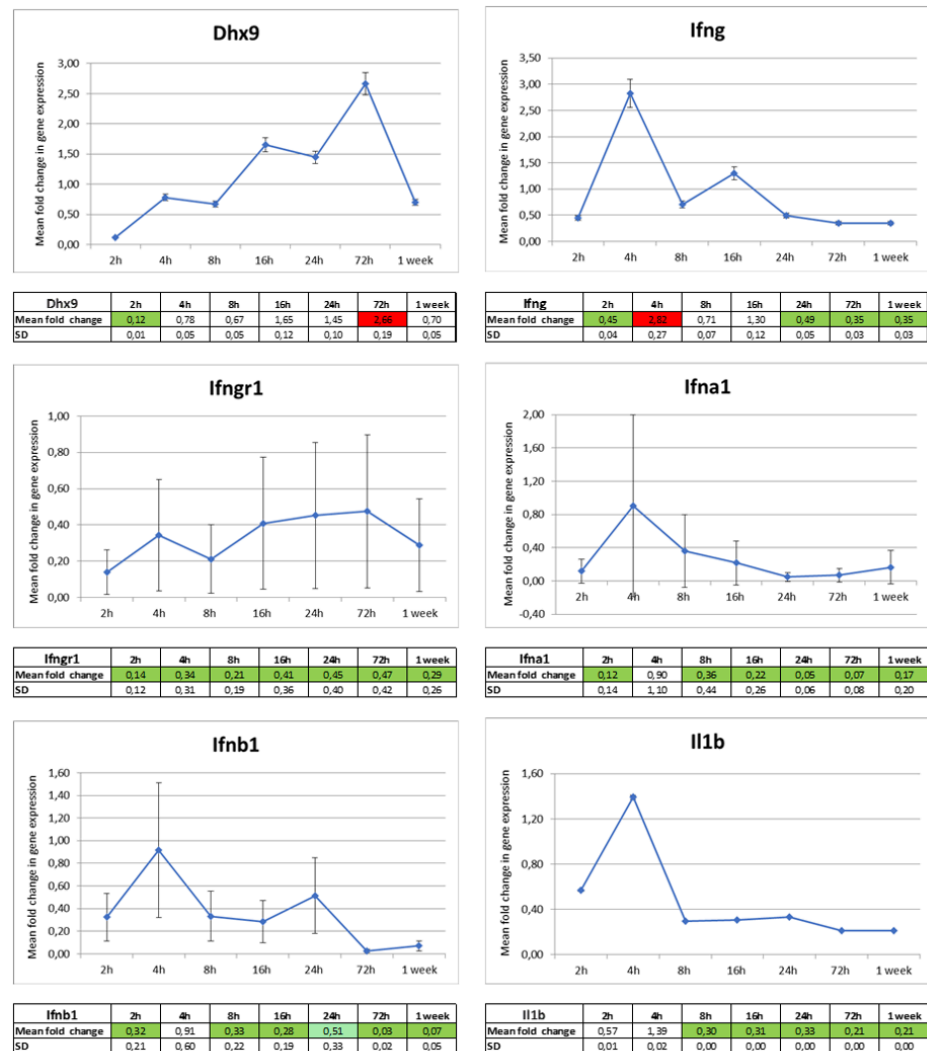 Dhx9
Mean fold change in gene expression
3,00
2,50
2,00
1,50
1,00
0,50
0,00
2h 4h 8h 16h 24h 72h 1 week
Dhx9 2h 4h 8h 16h 24h 72h 1 week
Mean fold change 0,12 0,78 0,67 1,65 1,45 2,66 0,70
SD 0,01 0,05 0,05 0,12 0,10 0,19 0,05
Ifng
Mean fold change in gene expression
3,50
3,00
2,50
2,00
1,50
1,00
0,50
0,00
2h 4h 8h 16h 24h 72h 1 week
Ifng 2h 4h 8h 16h 24h 72h 1 week
Mean fold change 0,45 2,82 0,71 1,30 0,49 0,35 0,35
SD 0,04 0,27 0,07 0,12 0,05 0,03 0,03
Ifngr1
Mean fold change in gene expression
1,00
0,80
0,60
0,40
0,20
0,00
2h 4h 8h 16h 24h 72h 1 week
Ifngr1 2h 4h 8h 16h 24h 72h 1 week
Mean fold change 0,14 0,34 0,21 0,41 0,45 0,47 0,29
SD 0,12 0,31 0,19 0,36 0,40 0,42 0,26
Ifna1
Mean fold change in gene expression
2,00
1,60
1,20
0,80
0,40
0,00
-0,40
2h 4h 8h 16h 24h 72h 1 week
Ifna1 2h 4h 8h 16h 24h 72h 1 week
Mean fold change 0,12 0,90 0,36 0,22 0,05 0,07 0,17
SD 0,14 1,10 0,44 0,26 0,06 0,08 0,20
Ifnb1
Mean fold change in gene expression
1,60
1,40
1,20
1,00
0,80
0,60
0,40
0,20
0,00
2h 4h 8h 16h 24h 72h 1 week
Ifnb1 2h 4h 8h 16h 24h 72h 1 week
Mean fold change 0,32 0,91 0,33 0,28 0,51 0,03 0,07
SD 0,21 0,60 0,22 0,19 0,33 0,02 0,05
Il1b
Mean fold change in gene expression
1,60
1,20
0,80
0,40
0,00
2h 4h 8h 16h 24h 72h 1 week
Il1b 2h 4h 8h 16h 24h 72h 1 week
Mean fold change 0,57 1,39 0,30 0,31 0,33 0,21 0,21
SD 0,01 0,02 0,00 0,00 0,00 0,00 0,00